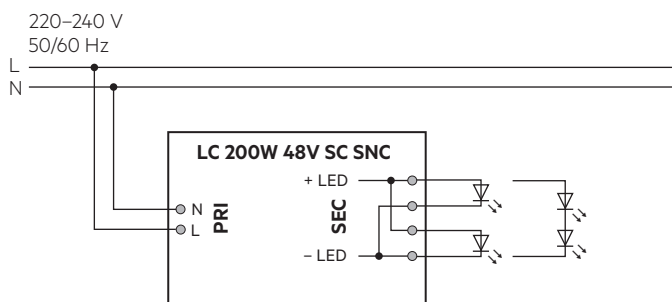 220–240 V
50/60 Hz
L
N
LC 200W 48V SC SNC
+ LED
N
L
PRI
SEC
– LED